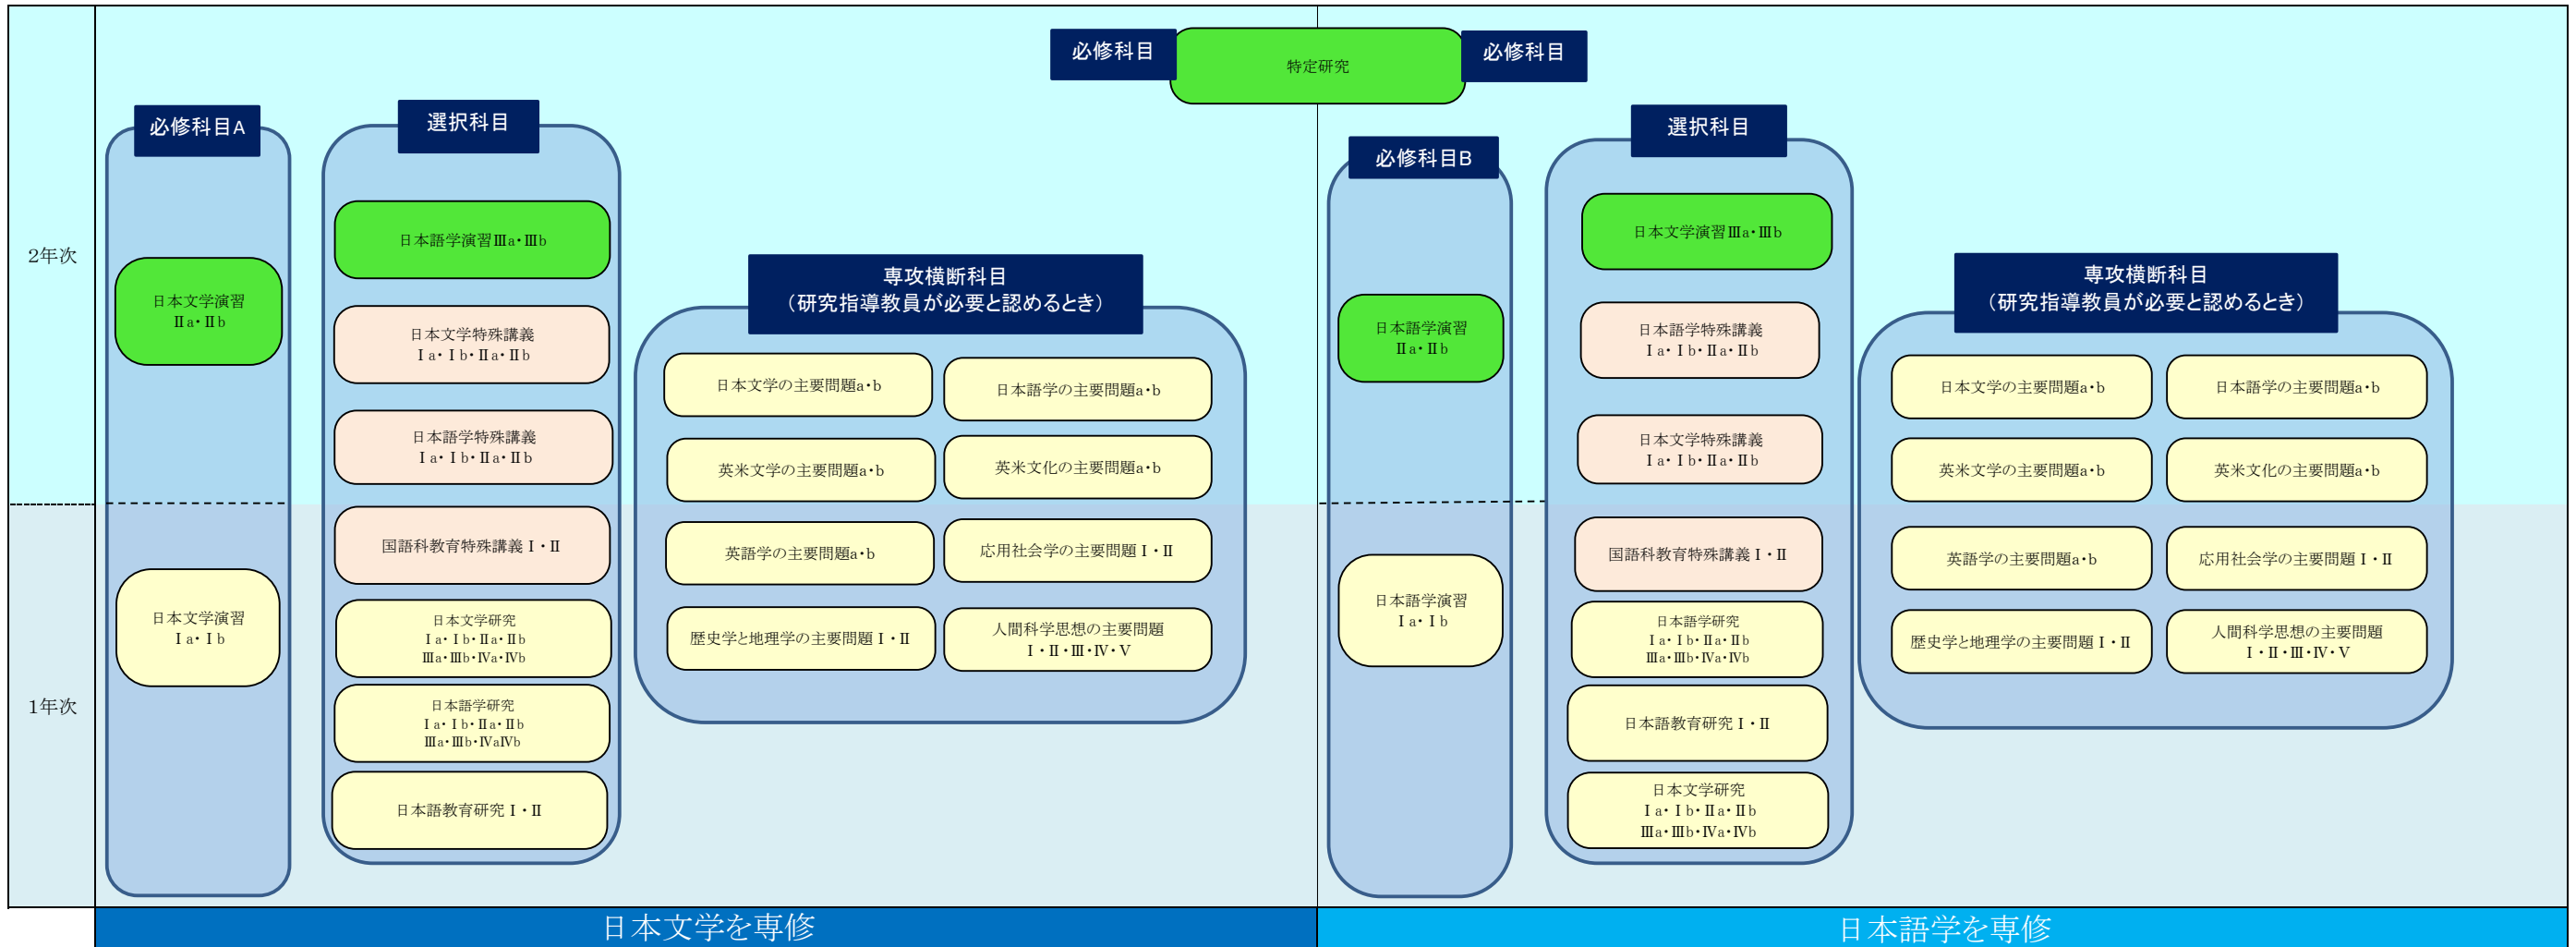 必修科目
特定研究
必修科目
2年次
1年次
必修科目A
日本文学演習
Ⅱa・Ⅱb
日本文学演習
Ⅰa・Ⅰb
選択科目
日本語学演習Ⅲa・Ⅲb
日本文学特殊講義
Ⅰa・Ⅰb・Ⅱa・Ⅱb
日本語学特殊講義
Ⅰa・Ⅰb・Ⅱa・Ⅱb
国語科教育特殊講義Ⅰ・Ⅱ
日本文学研究
Ⅰa・Ⅰb・Ⅱa・Ⅱb
Ⅲa・Ⅲb・Ⅳa・Ⅳb
日本語学研究
Ⅰa・Ⅰb・Ⅱa・Ⅱb
Ⅲa・Ⅲb・ⅣaⅣb
日本語教育研究Ⅰ・Ⅱ
専攻横断科目
（研究指導教員が必要と認めるとき）
日本文学の主要問題a・b
日本語学の主要問題a・b
英米文学の主要問題a・b
英米文化の主要問題a・b
英語学の主要問題a・b
応用社会学の主要問題Ⅰ・Ⅱ
歴史学と地理学の主要問題Ⅰ・Ⅱ
人間科学思想の主要問題
Ⅰ・Ⅱ・Ⅲ・Ⅳ・Ⅴ
必修科目B
日本語学演習
Ⅱa・Ⅱb
日本語学演習
Ⅰa・Ⅰb
選択科目
日本文学演習Ⅲa・Ⅲb
日本語学特殊講義
Ⅰa・Ⅰb・Ⅱa・Ⅱb
日本文学特殊講義
Ⅰa・Ⅰb・Ⅱa・Ⅱb
国語科教育特殊講義Ⅰ・Ⅱ
日本語学研究
Ⅰa・Ⅰb・Ⅱa・Ⅱb
Ⅲa・Ⅲb・Ⅳa・Ⅳb
日本語教育研究Ⅰ・Ⅱ
日本文学研究
Ⅰa・Ⅰb・Ⅱa・Ⅱb
Ⅲa・Ⅲb・Ⅳa・Ⅳb
専攻横断科目
（研究指導教員が必要と認めるとき）
日本文学の主要問題a・b
日本語学の主要問題a・b
英米文学の主要問題a・b
英米文化の主要問題a・b
英語学の主要問題a・b
応用社会学の主要問題Ⅰ・Ⅱ
歴史学と地理学の主要問題Ⅰ・Ⅱ
人間科学思想の主要問題
Ⅰ・Ⅱ・Ⅲ・Ⅳ・Ⅴ
日本文学を専修
日本語学を専修